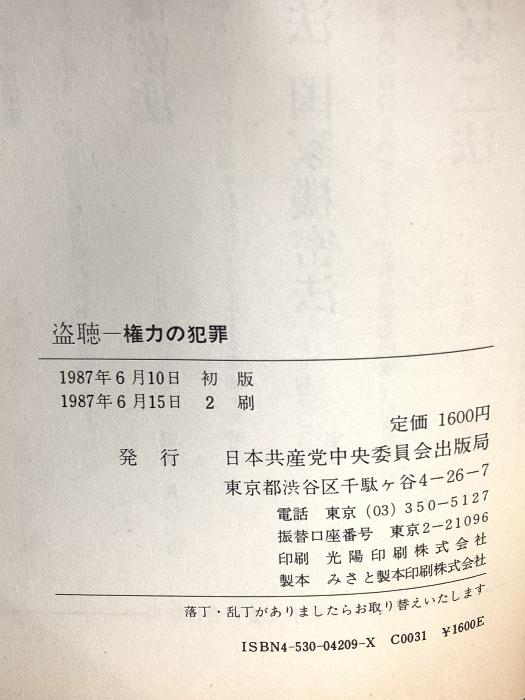 盗聴―権力の犯罪
1987年6月10日 初 版
1987年6月15日 2 刷
定価 1600円
発 行 日本共産党中央委員会出版局
東京都渋谷区千駄ヶ谷4-26-7
電話 東京(03)350-5127
振替口座番号 東京2-21096
印刷 光陽印刷株式会社
製本 みさと製本印刷株式会社
落丁・乱丁がありましたらお取り替えいたします
ISBN4-530-04209-X C0031 ¥1600E